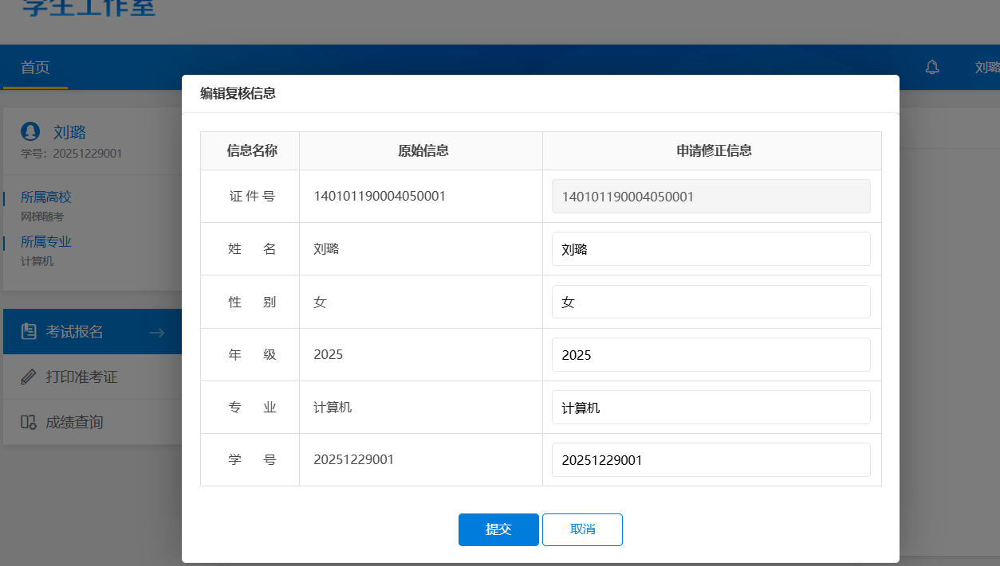 学生工作室
首页
刘璐
编辑复核信息
刘璐
学号：20251229001
所属高校
网梯随考
所属专业
计算机
考试报名
打印准考证
成绩查询
信息名称 原始信息 申请修正信息
证件号 140101190004050001 140101190004050001
姓名 刘璐 刘璐
性别 女 女
年级 2025 2025
专业 计算机 计算机
学号 20251229001 20251229001
提交 取消